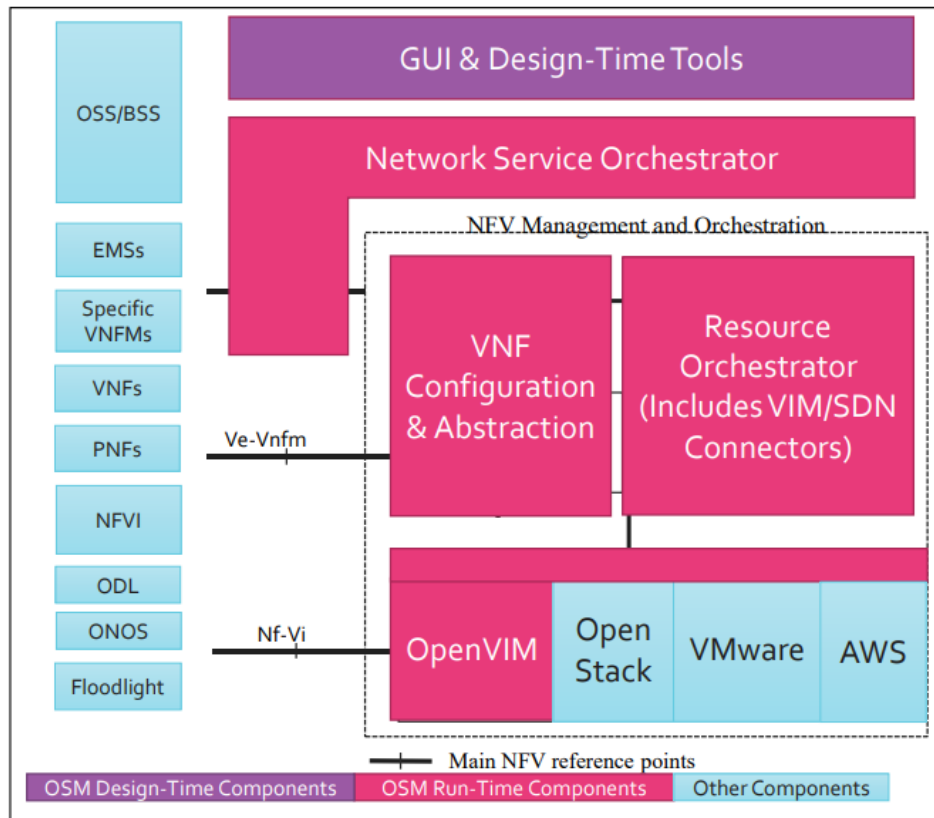 GUI & Design-Time Tools
OSS/BSS
Network Service Orchestrator
NFV Management and Orchestration
EMSs
Specific
VNFMs
VNFs
PNFs
NFVI
ODL
ONOS
Floodlight
Ve-Vnfm
Nf-Vi
VNF
Configuration
& Abstraction
Resource
Orchestrator
(Includes VIM/SDN
Connectors)
OpenVIM
Open
Stack
VMware
AWS
Main NFV reference points
OSM Design-Time Components
OSM Run-Time Components
Other Components